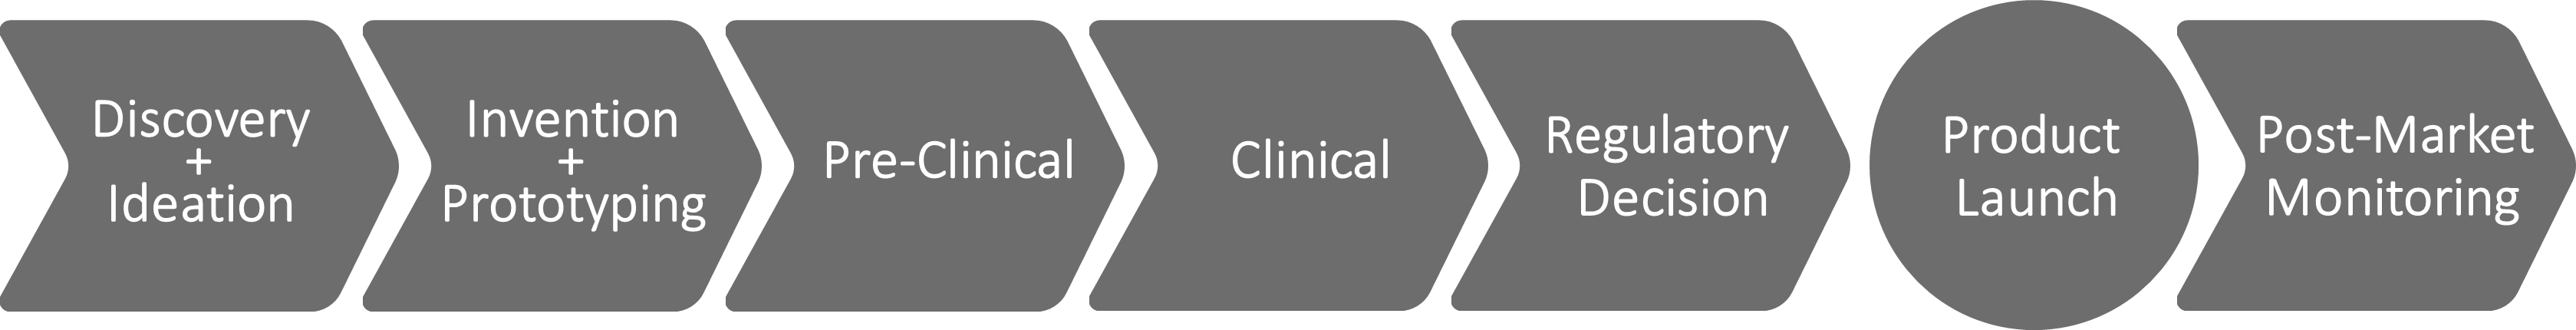 Discovery
+
Ideation
Invention
+
Prototyping
Pre-Clinical
Clinical
Regulatory
Decision
Product
Launch
Post-Market
Monitoring